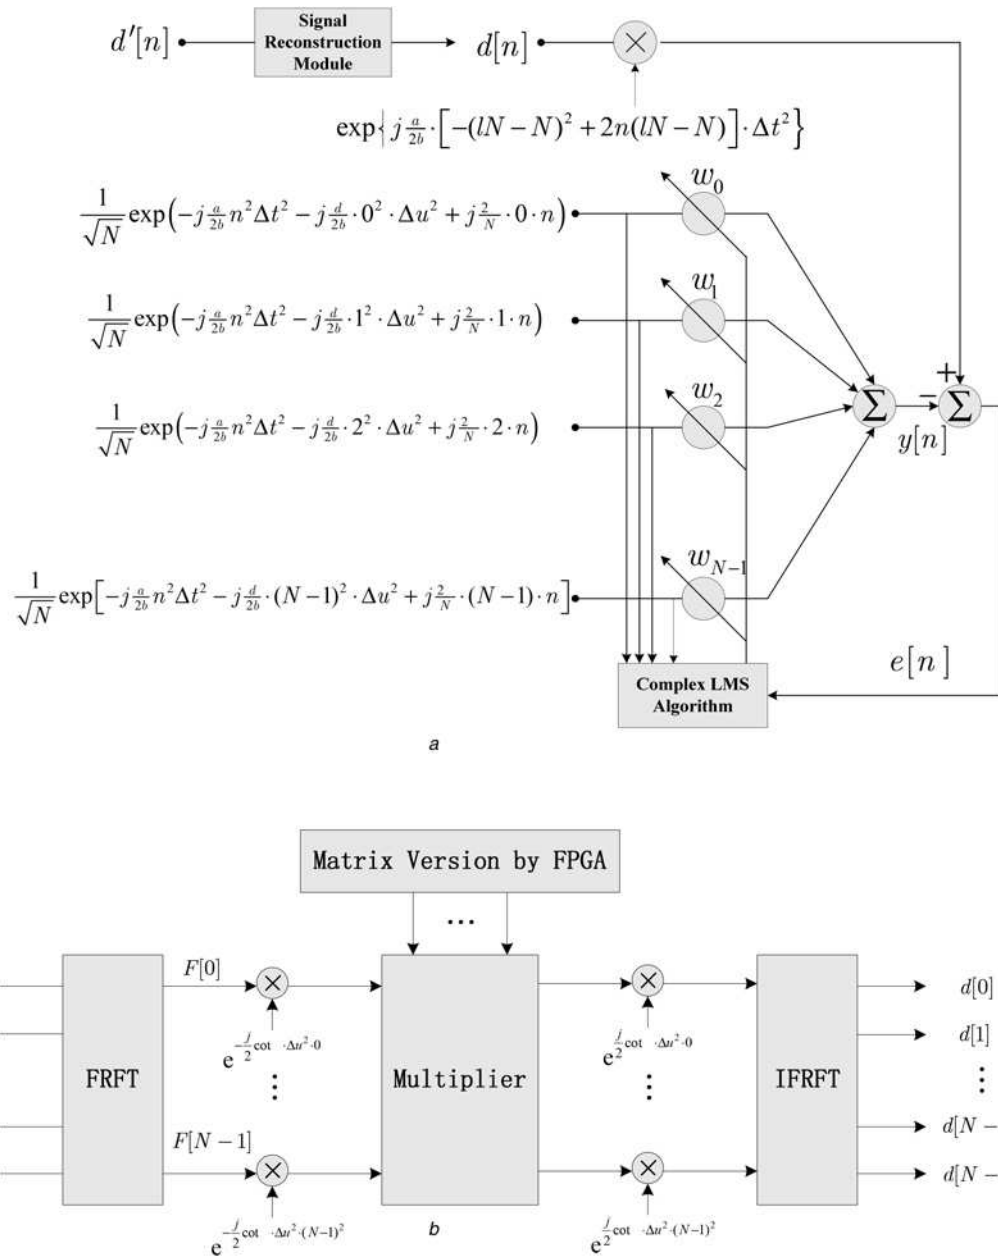 d′[n]
Signal
Reconstruction
Module
d[n]
×
exp{j a/2b · [−(lN − N)² + 2n(lN − N)] · Δt²}
1/√N exp(−j a/2b n²Δt² − j d/2b · 0² · Δu² + j 2/N · 0 · n)
w₀
1/√N exp(−j a/2b n²Δt² − j d/2b · 1² · Δu² + j 2/N · 1 · n)
w₁
1/√N exp(−j a/2b n²Δt² − j d/2b · 2² · Δu² + j 2/N · 2 · n)
w₂
Σ
−
+
Σ
y[n]
1/√N exp[−j a/2b n²Δt² − j d/2b · (N−1)² · Δu² + j 2/N · (N−1) · n]
w_{N−1}
e[n]
Complex LMS
Algorithm
a
Matrix Version by FPGA
...
FRFT
F[0]
×
e^{−j/2 cot ·Δu²·0}
⋮
F[N − 1]
×
e^{−j/2 cot ·Δu²·(N−1)²}
Multiplier
×
e^{j/2 cot ·Δu²·0}
⋮
×
e^{j/2 cot ·Δu²·(N−1)²}
IFRFT
d[0]
d[1]
⋮
d[N −
d[N −
b